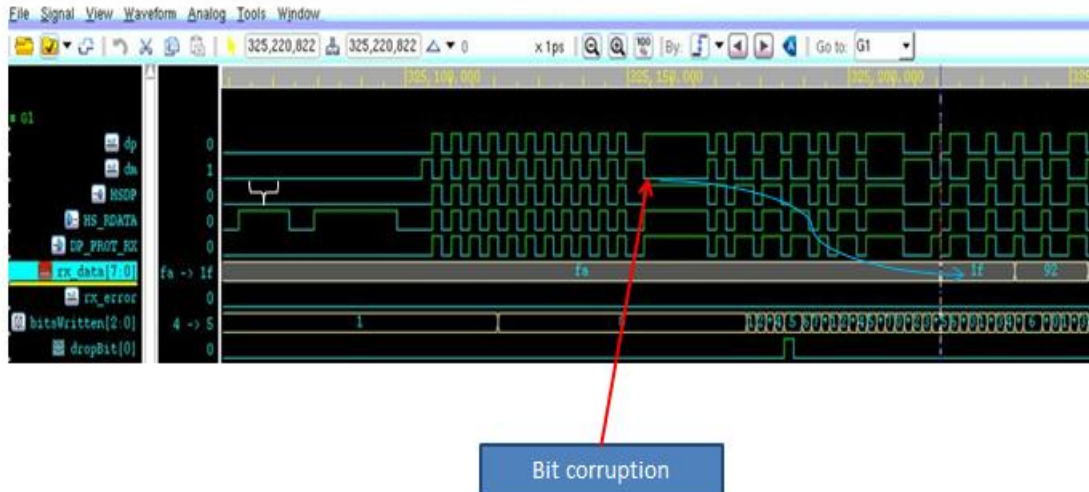 File Signal View Waveform Analog Tools Window
325,220,822 325,220,822 0 x 1ps By: Go to: G1
325,100,000 325,150,000 325,200,000
G1
dp 0
dm 1
HSDP 0
HS_RDATA 0
DP_PROT_RX 0
rx_data[7:0] fa -> 1f fa 1f 92
rx_error 0
bitsWritten[2:0] 4 -> 5 1
dropBit[0] 0
Bit corruption